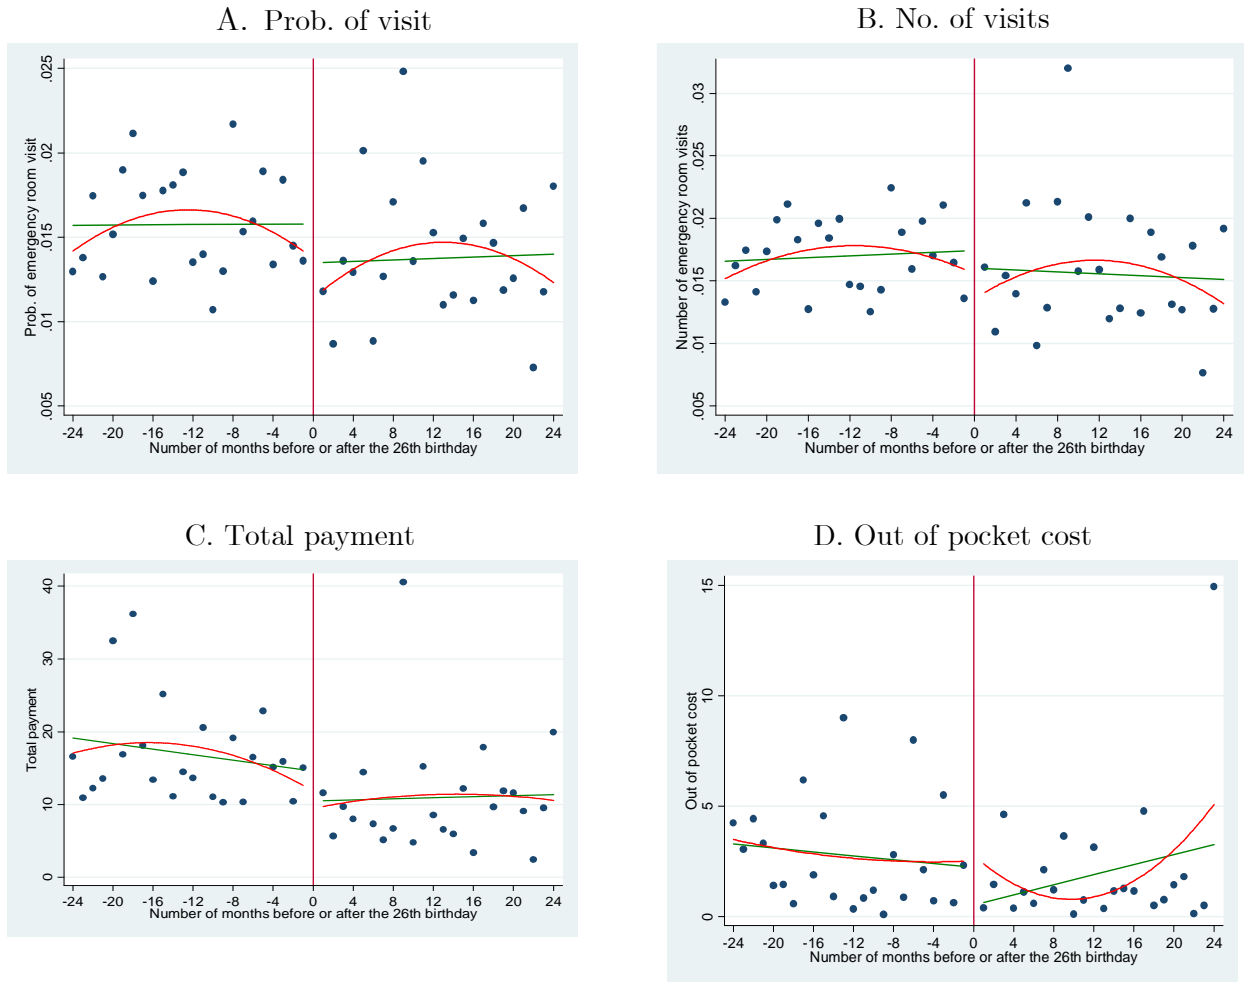 A. Prob. of visit
Prob. of emergency room visit
.025
.02
.015
.01
.005
-24 -20 -16 -12 -8 -4 0 4 8 12 16 20 24
Number of months before or after the 26th birthday
B. No. of visits
Number of emergency room visits
.03
.025
.02
.015
.01
.005
-24 -20 -16 -12 -8 -4 0 4 8 12 16 20 24
Number of months before or after the 26th birthday
C. Total payment
Total payment
40
30
20
10
0
-24 -20 -16 -12 -8 -4 0 4 8 12 16 20 24
Number of months before or after the 26th birthday
D. Out of pocket cost
Out of pocket cost
15
10
5
0
-24 -20 -16 -12 -8 -4 0 4 8 12 16 20 24
Number of months before or after the 26th birthday